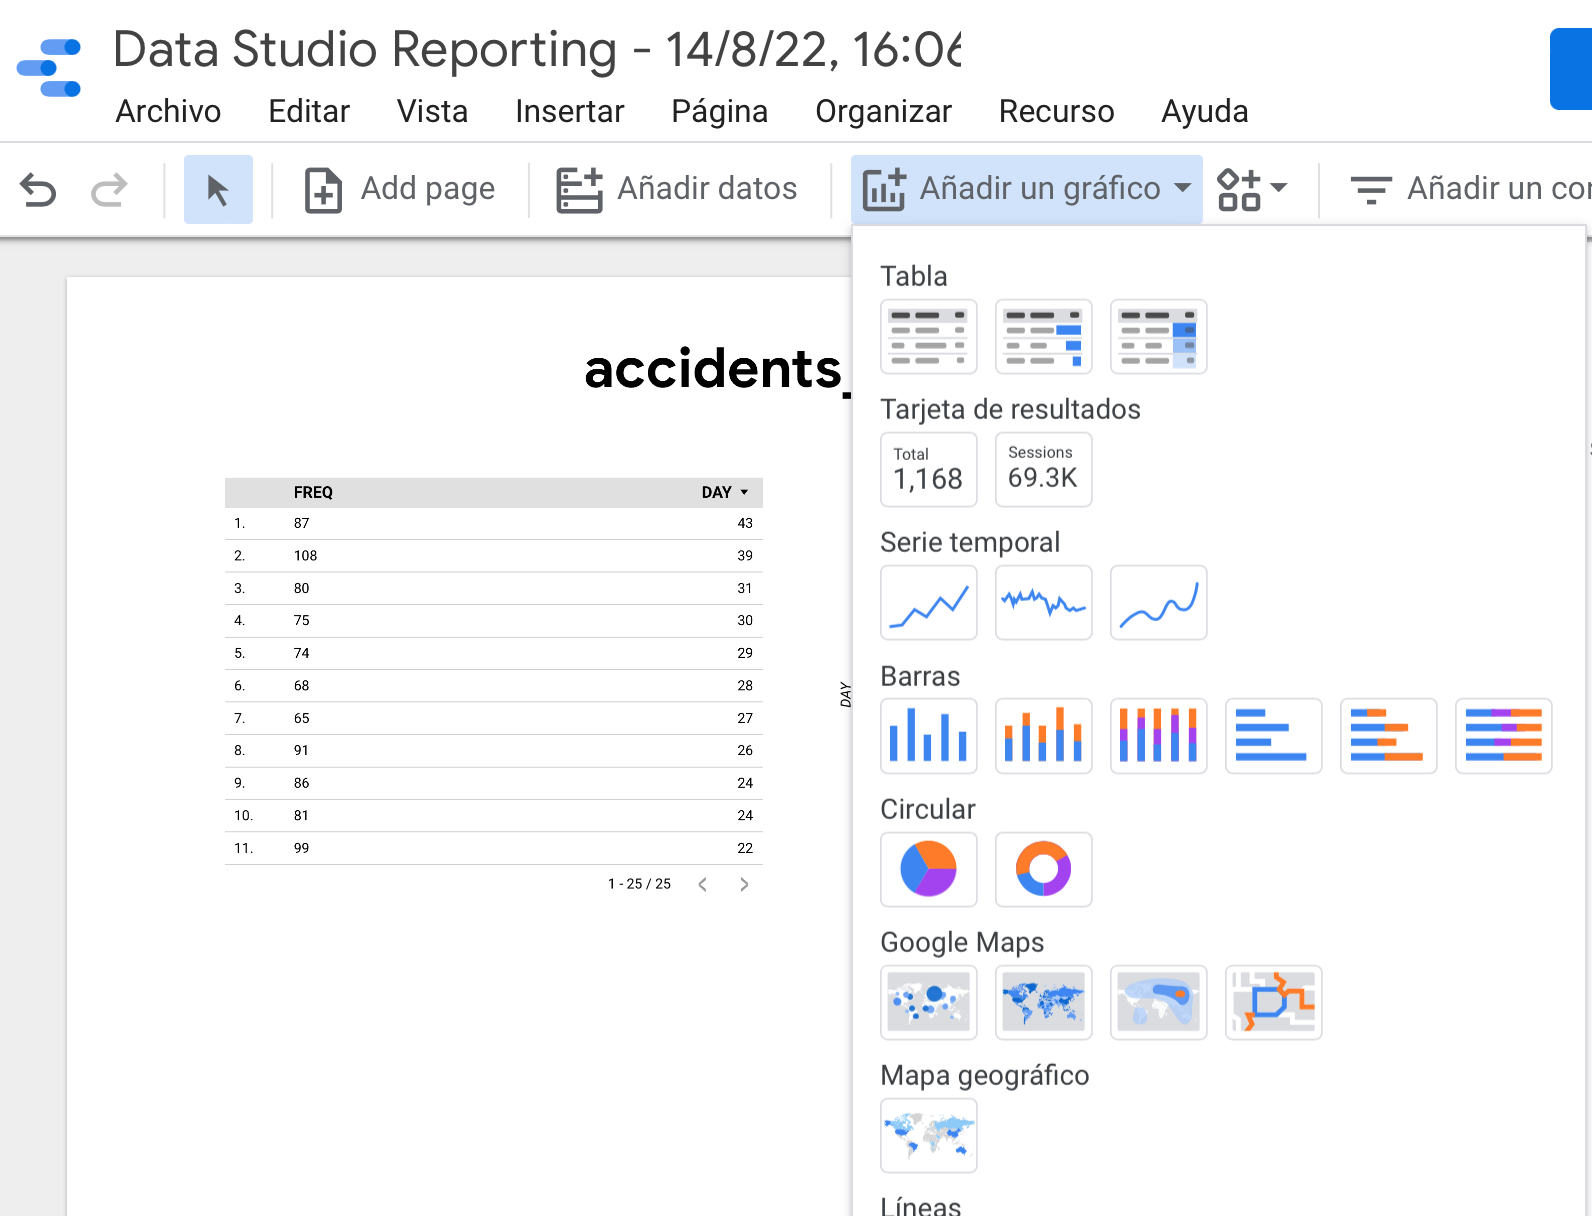 Data Studio Reporting - 14/8/22, 16:06
Archivo Editar Vista Insertar Página Organizar Recurso Ayuda
Add page Añadir datos Añadir un gráfico Añadir un con
accidents_
FREQ DAY
1. 87 43
2. 108 39
3. 80 31
4. 75 30
5. 74 29
6. 68 28
7. 65 27
8. 91 26
9. 86 24
10. 81 24
11. 99 22
1 - 25 / 25
DAY
Tabla
Tarjeta de resultados
Total Sessions
1,168 69.3K
Serie temporal
Barras
Circular
Google Maps
Mapa geográfico
Líneas